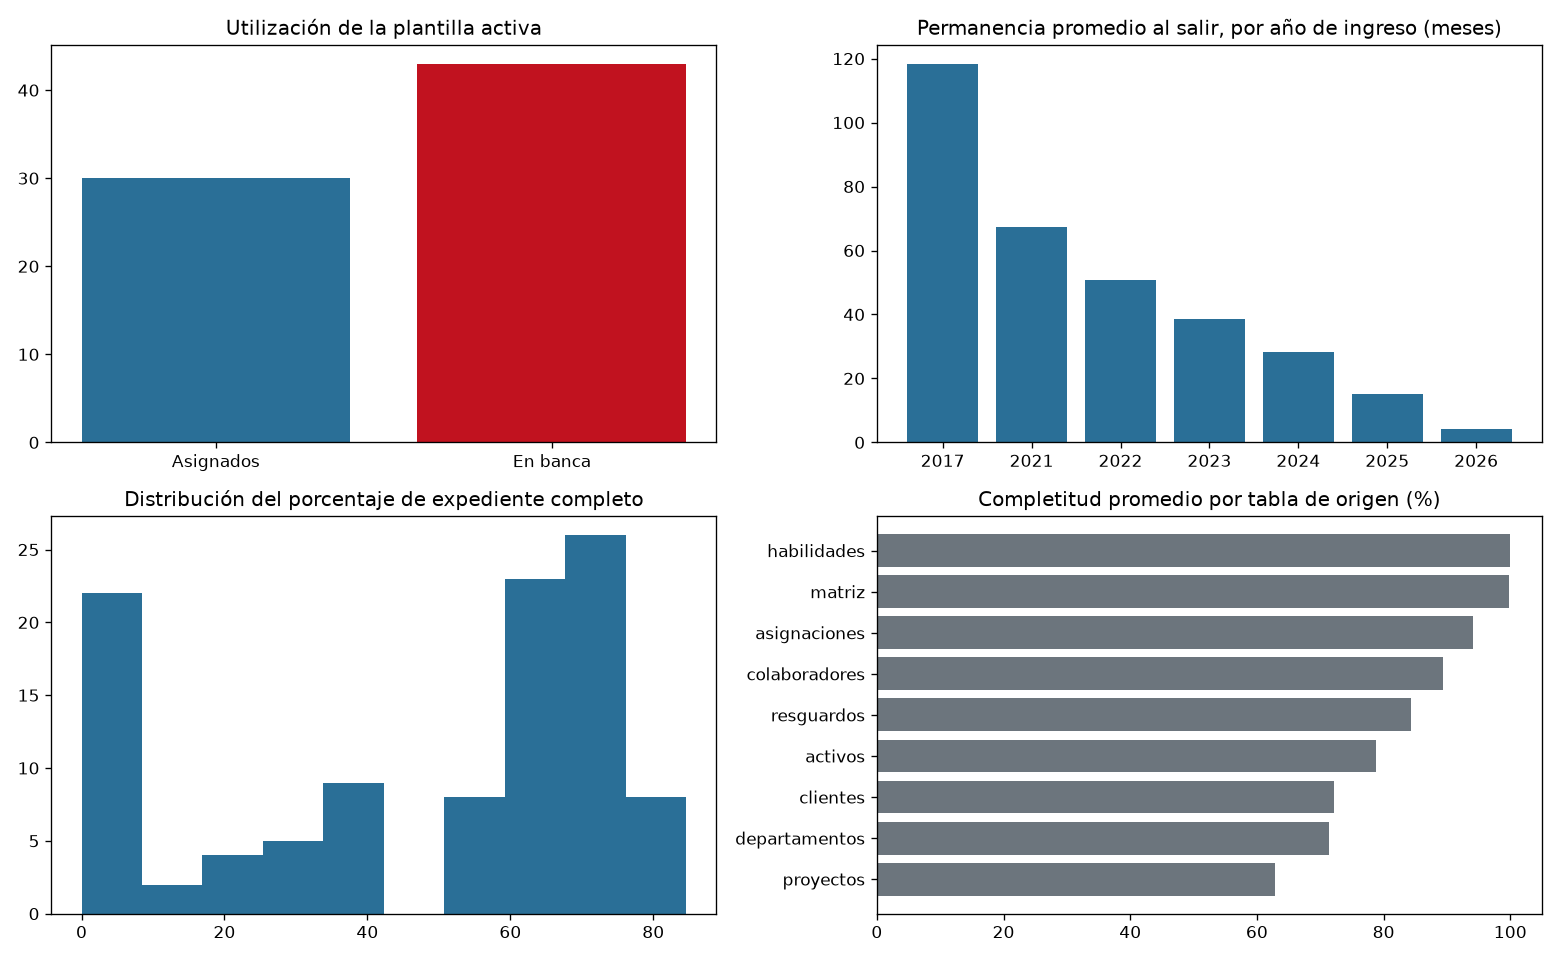 Utilización de la plantilla activa
40
30
20
10
0
Asignados
En banca
Permanencia promedio al salir, por año de ingreso (meses)
120
100
80
60
40
20
0
2017
2021
2022
2023
2024
2025
2026
Distribución del porcentaje de expediente completo
25
20
15
10
5
0
0
20
40
60
80
Completitud promedio por tabla de origen (%)
habilidades
matriz
asignaciones
colaboradores
resguardos
activos
clientes
departamentos
proyectos
0
20
40
60
80
100